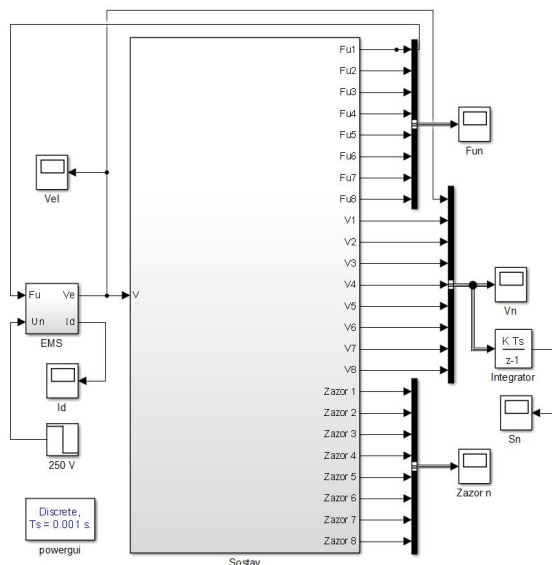 Fu1
Fu2
Fu3
Fu4
Fu5
Fu6
Fu7
Fu8
Fun
Vel
V1
V2
V3
V4
V5
V6
V7
V8
Vn
Fu Ve
Un Id
EMS
V
K Ts
z-1
Integrator
Id
Sn
250 V
Zazor 1
Zazor 2
Zazor 3
Zazor 4
Zazor 5
Zazor 6
Zazor 7
Zazor 8
Zazor n
Discrete,
Ts = 0.001 s.
powergui
Sostav